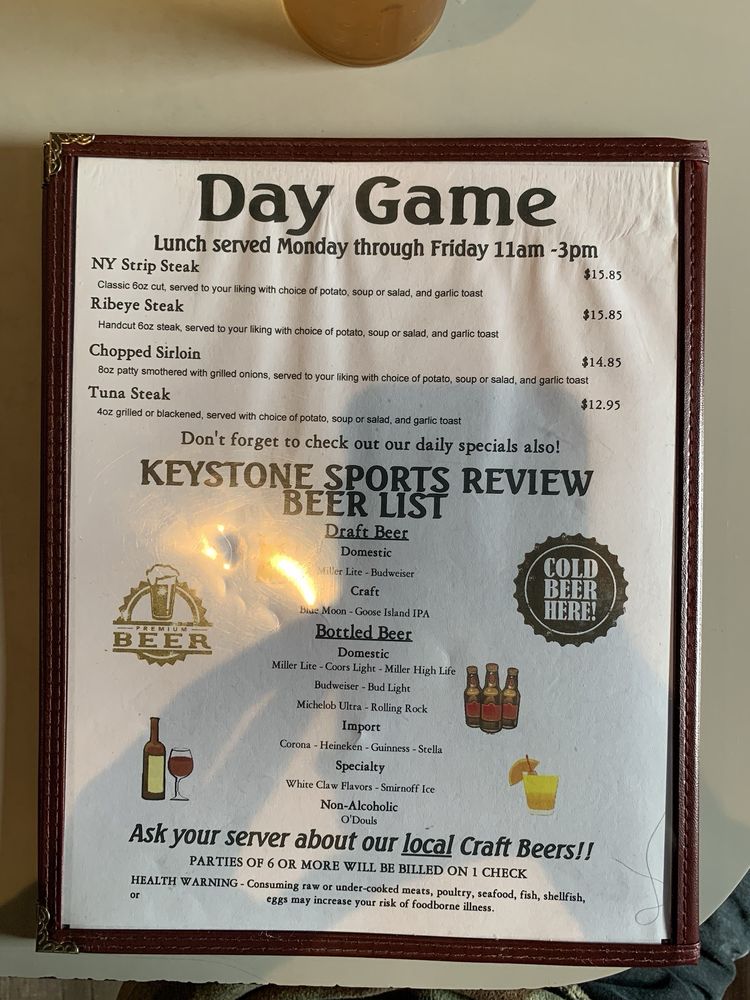 Day Game
Lunch served Monday through Friday 11am -3pm
NY Strip Steak $15.85
Classic 6oz cut, served to your liking with choice of potato, soup or salad, and garlic toast
Ribeye Steak $15.85
Handcut 6oz steak, served to your liking with choice of potato, soup or salad, and garlic toast
Chopped Sirloin $14.85
8oz patty smothered with grilled onions, served to your liking with choice of potato, soup or salad, and garlic toast
Tuna Steak $12.95
4oz grilled or blackened, served with choice of potato, soup or salad, and garlic toast
Don't forget to check out our daily specials also!
KEYSTONE SPORTS REVIEW
BEER LIST
Draft Beer
Domestic
Miller Lite - Budweiser
Craft
Blue Moon - Goose Island IPA
COLD
BEER
HERE!
PREMIUM
BEER
Bottled Beer
Domestic
Miller Lite - Coors Light - Miller High Life
Budweiser - Bud Light
Michelob Ultra - Rolling Rock
Import
Corona - Heineken - Guinness - Stella
Specialty
White Claw Flavors - Smirnoff Ice
Non-Alcoholic
O'Douls
Ask your server about our local Craft Beers!!
PARTIES OF 6 OR MORE WILL BE BILLED ON 1 CHECK
HEALTH WARNING - Consuming raw or under-cooked meats, poultry, seafood, fish, shellfish,
or eggs may increase your risk of foodborne illness.